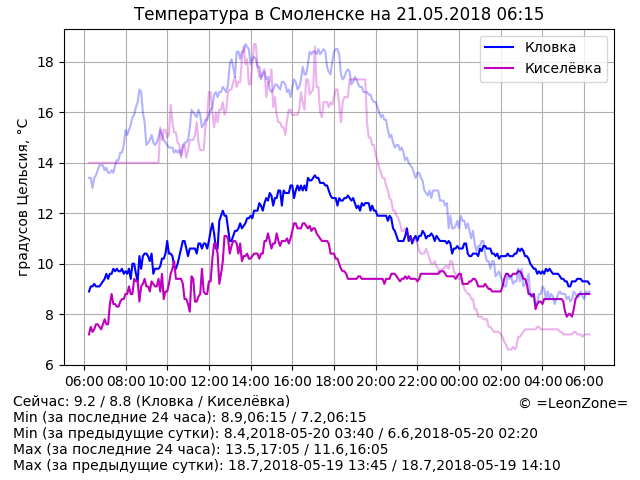 Температура в Смоленске на 21.05.2018 06:15
Кловка
Киселёвка
градусов Цельсия, °C
18
16
14
12
10
8
6
06:00 08:00 10:00 12:00 14:00 16:00 18:00 20:00 22:00 00:00 02:00 04:00 06:00
Сейчас: 9.2 / 8.8 (Кловка / Киселёвка)
© =LeonZone=
Min (за последние 24 часа): 8.9,06:15 / 7.2,06:15
Min (за предыдущие сутки): 8.4,2018-05-20 03:40 / 6.6,2018-05-20 02:20
Max (за последние 24 часа): 13.5,17:05 / 11.6,16:05
Max (за предыдущие сутки): 18.7,2018-05-19 13:45 / 18.7,2018-05-19 14:10